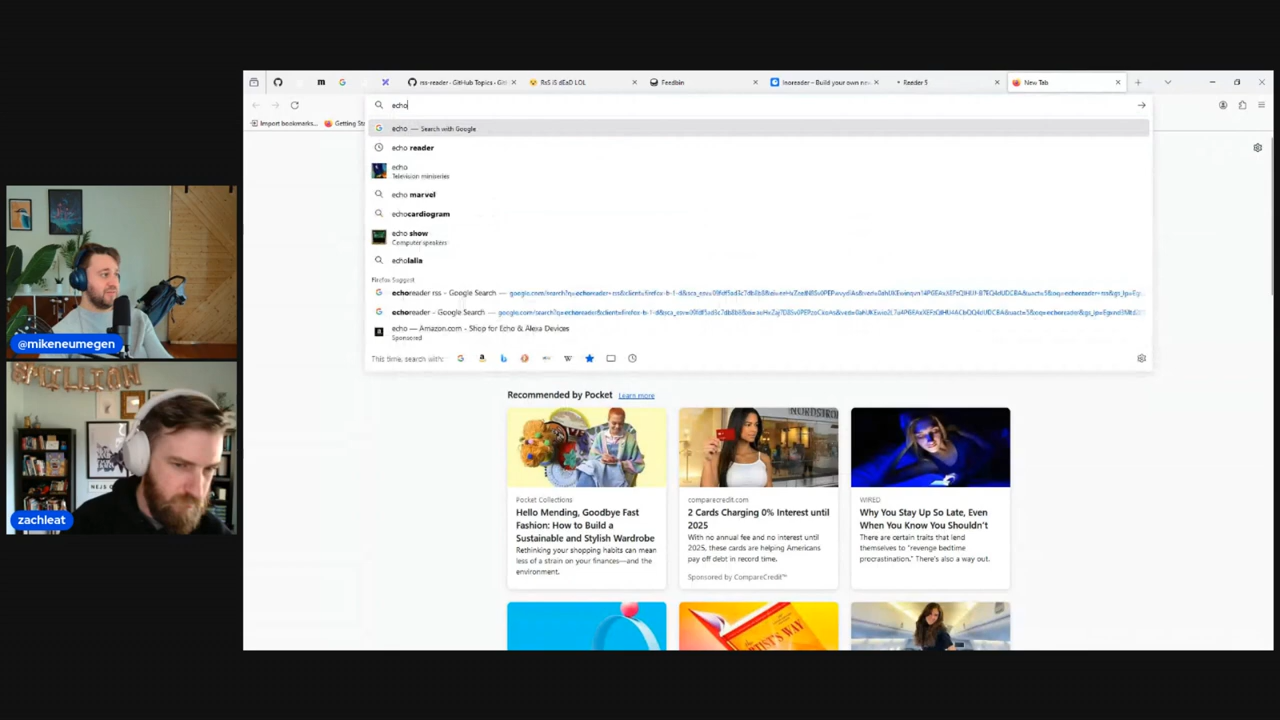 rss-reader · GitHub Topics · Git
RsS iS dEaD LOL
Feedbin
Inoreader – Build your own ne
Reeder 5
New Tab
echo
Import bookmarks...
Getting Sta
echo — Search with Google
echo reader
echo
Television miniseries
echo marvel
echocardiogram
echo show
Computer speakers
echolalia
Firefox Suggest
echoreader rss - Google Search —
echoreader - Google Search —
echo — Amazon.com - Shop for Echo & Alexa Devices
Sponsored
This time, search with:
Recommended by Pocket Learn more
NORDSTRO
Pocket Collections
Hello Mending, Goodbye Fast
Fashion: How to Build a
Sustainable and Stylish Wardrobe
Rethinking your shopping habits can mean
less of a strain on your finances—and the
environment.
comparecredit.com
2 Cards Charging 0% Interest until
2025
With no annual fee and no interest until
2025, these cards are helping Americans
pay off debt in record time.
Sponsored by CompareCredit™
WIRED
Why You Stay Up So Late, Even
When You Know You Shouldn't
There are certain traits that lend
themselves to "revenge bedtime
procrastination." There's also a way out.
@mikeneumegen
MILLION
NEJS
zachleat